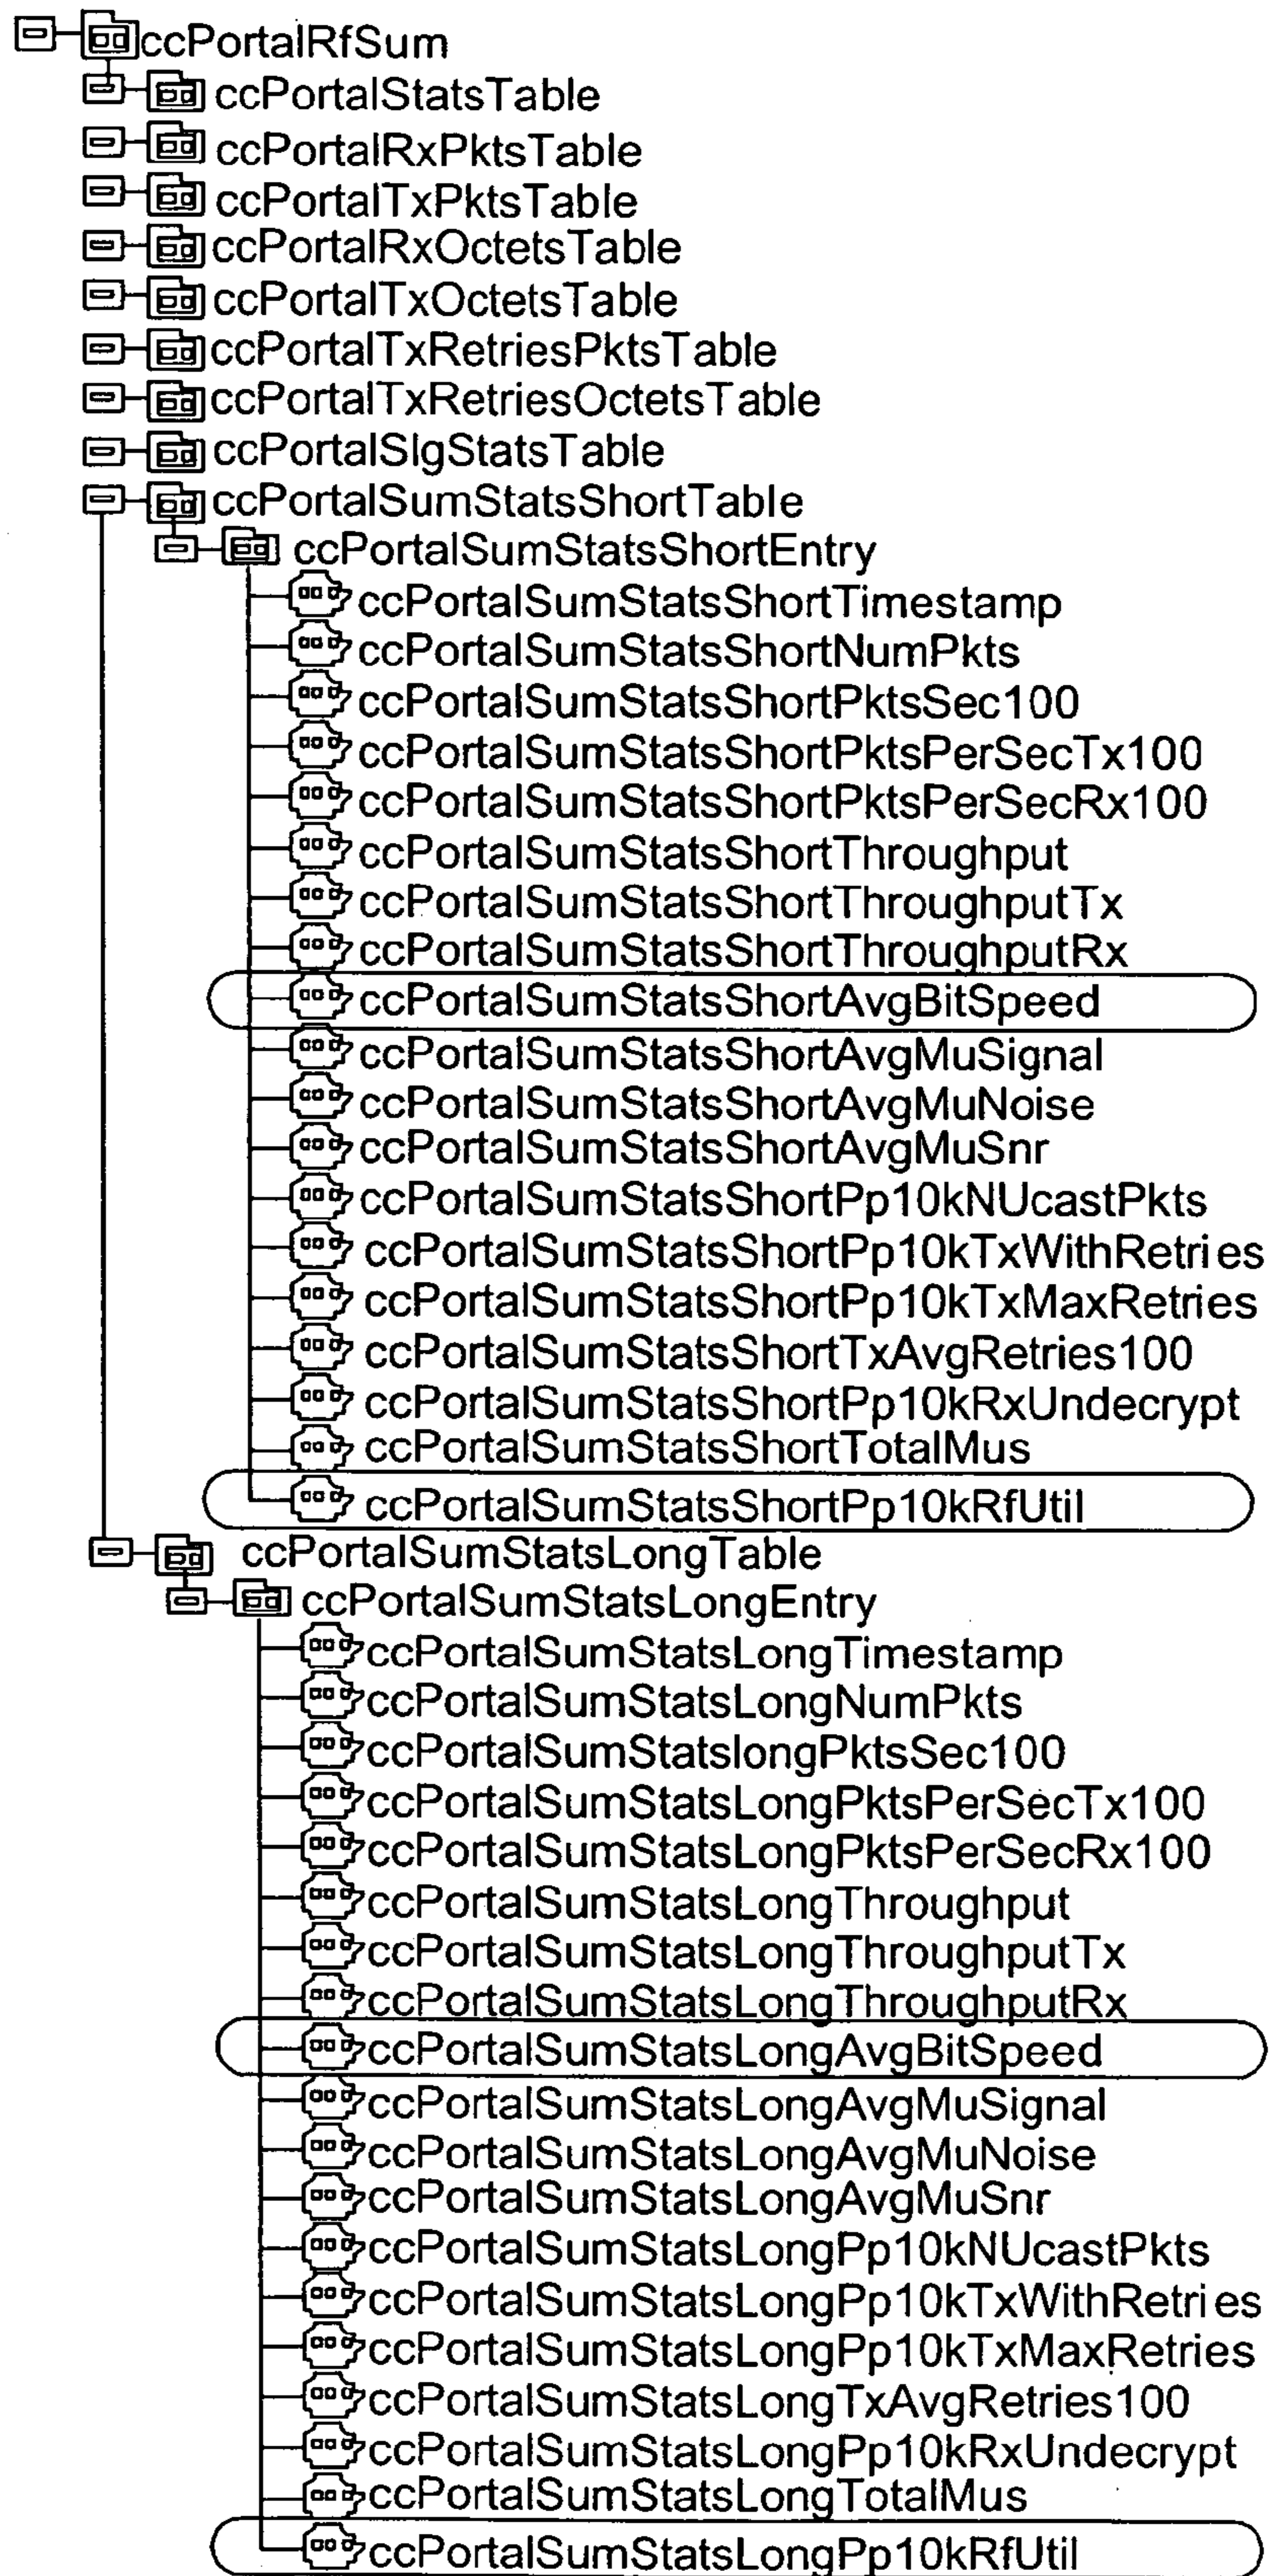 ccPortalRfSum
ccPortalStatsTable
ccPortalRxPktsTable
ccPortalTxPktsTable
ccPortalRxOctetsTable
ccPortalTxOctetsTable
ccPortalTxRetriesPktsTable
ccPortalTxRetriesOctetsTable
ccPortalSlgStatsTable
ccPortalSumStatsShortTable
ccPortalSumStatsShortEntry
ccPortalSumStatsShortTimestamp
ccPortalSumStatsShortNumPkts
ccPortalSumStatsShortPktsSec100
ccPortalSumStatsShortPktsPerSecTx100
ccPortalSumStatsShortPktsPerSecRx100
ccPortalSumStatsShortThroughput
ccPortalSumStatsShortThroughputTx
ccPortalSumStatsShortThroughputRx
ccPortalSumStatsShortAvgBitSpeed
ccPortalSumStatsShortAvgMuSignal
ccPortalSumStatsShortAvgMuNoise
ccPortalSumStatsShortAvgMuSnr
ccPortalSumStatsShortPp10kNUcastPkts
ccPortalSumStatsShortPp10kTxWithRetries
ccPortalSumStatsShortPp10kTxMaxRetries
ccPortalSumStatsShortTxAvgRetries100
ccPortalSumStatsShortPp10kRxUndecrypt
ccPortalSumStatsShortTotalMus
ccPortalSumStatsShortPp10kRfUtil
ccPortalSumStatsLongTable
ccPortalSumStatsLongEntry
ccPortalSumStatsLongTimestamp
ccPortalSumStatsLongNumPkts
ccPortalSumStatslongPktsSec100
ccPortalSumStatsLongPktsPerSecTx100
ccPortalSumStatsLongPktsPerSecRx100
ccPortalSumStatsLongThroughput
ccPortalSumStatsLongThroughputTx
ccPortalSumStatsLongThroughputRx
ccPortalSumStatsLongAvgBitSpeed
ccPortalSumStatsLongAvgMuSignal
ccPortalSumStatsLongAvgMuNoise
ccPortalSumStatsLongAvgMuSnr
ccPortalSumStatsLongPp10kNUcastPkts
ccPortalSumStatsLongPp10kTxWithRetries
ccPortalSumStatsLongPp10kTxMaxRetries
ccPortalSumStatsLongTxAvgRetries100
ccPortalSumStatsLongPp10kRxUndecrypt
ccPortalSumStatsLongTotalMus
ccPortalSumStatsLongPp10kRfUtil